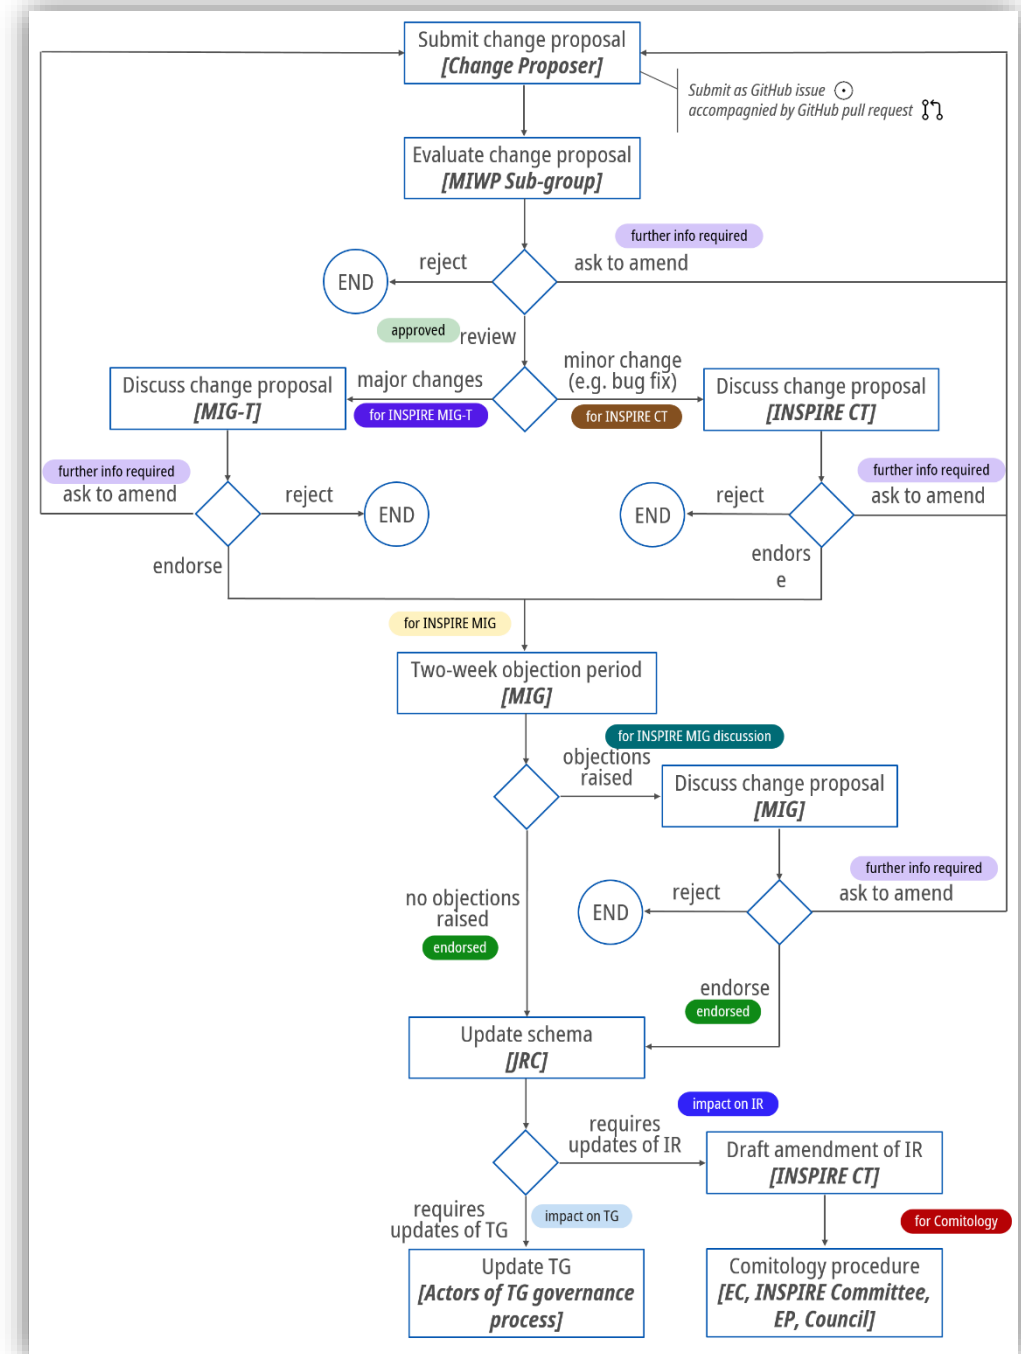 Submit change proposal
[Change Proposer]
Submit as GitHub issue
accompagnied by GitHub pull request
Evaluate change proposal
[MIWP Sub-group]
further info required
reject
ask to amend
END
approved
review
minor change
(e.g. bug fix)
major changes
Discuss change proposal
[MIG-T]
for INSPIRE MIG-T
for INSPIRE CT
Discuss change proposal
[INSPIRE CT]
further info required
ask to amend
reject
END
END
reject
further info required
ask to amend
endorse
endors
e
for INSPIRE MIG
Two-week objection period
[MIG]
for INSPIRE MIG discussion
objections
raised
Discuss change proposal
[MIG]
no objections
raised
endorsed
END
reject
further info required
ask to amend
endorse
endorsed
Update schema
[JRC]
impact on IR
requires
updates of IR
Draft amendment of IR
[INSPIRE CT]
requires
updates of TG
impact on TG
for Comitology
Update TG
[Actors of TG governance
process]
Comitology procedure
[EC, INSPIRE Committee,
EP, Council]